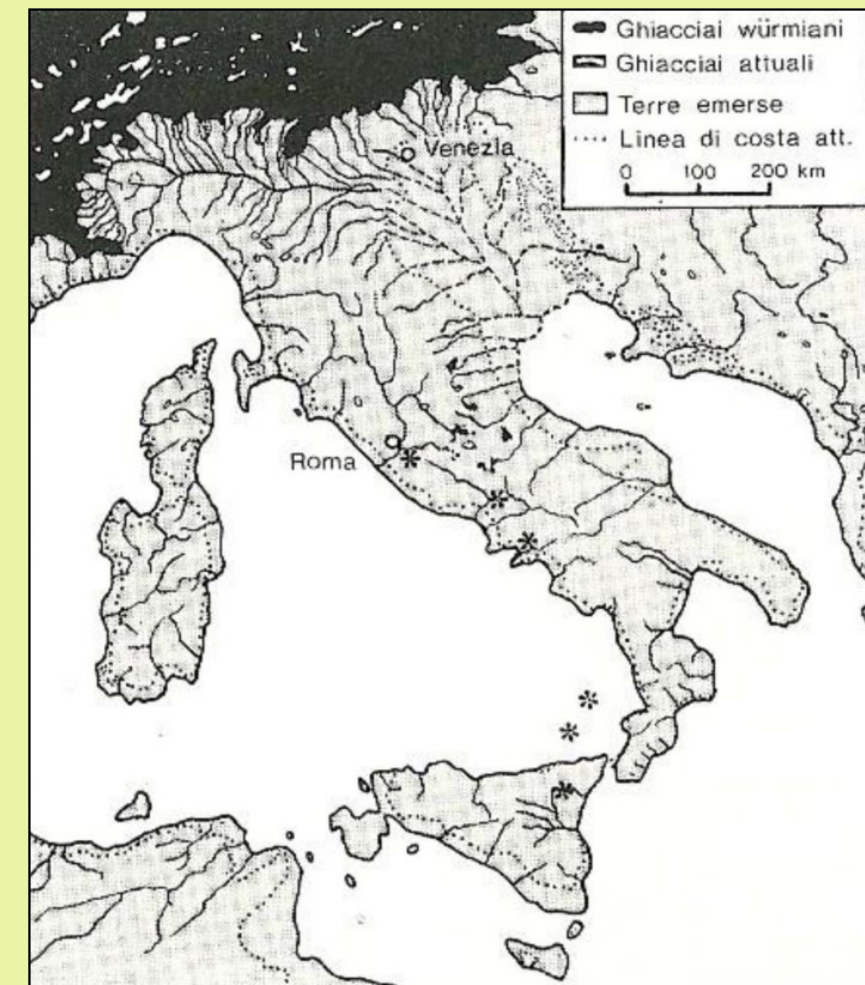 Ghiacciai würmiani
Ghiacciai attuali
Terre emerse
Linea di costa att.
0 100 200 km
Venezia
Roma